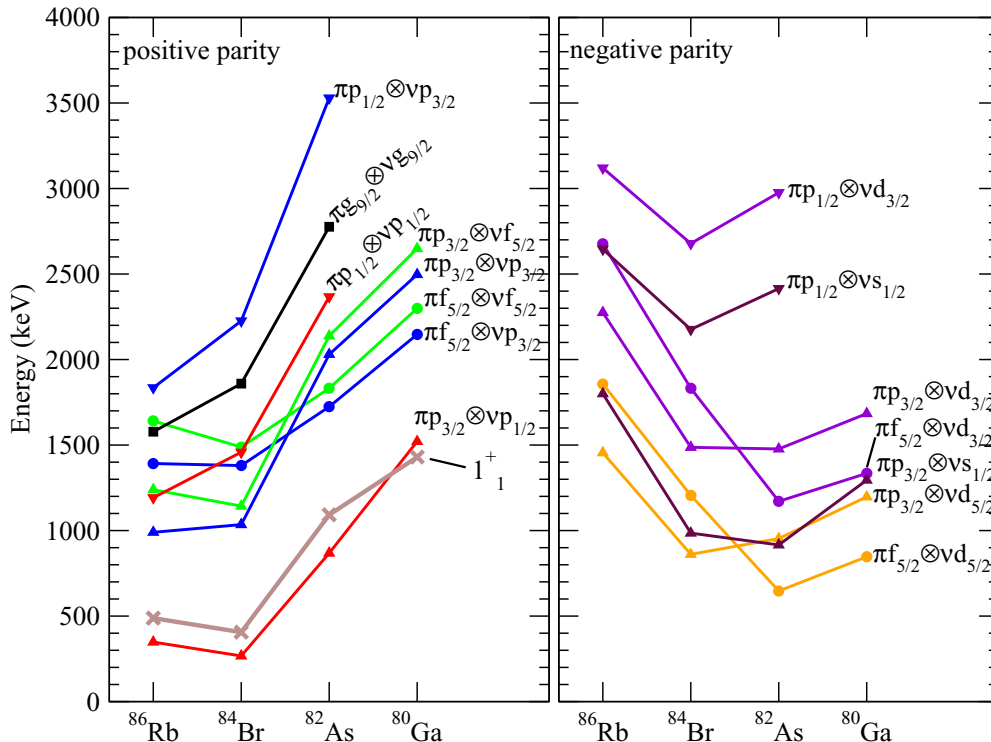 4000
3500
3000
2500
2000
1500
1000
500
0
Energy (keV)
positive parity
πp1/2⊗νp3/2
πg9/2⊗νg9/2
πp1/2⊗νp1/2
πp3/2⊗νf5/2
πp3/2⊗νp3/2
πf5/2⊗νf5/2
πf5/2⊗νp3/2
πp3/2⊗νp1/2
1+1
86Rb 84Br 82As 80Ga
negative parity
πp1/2⊗νd3/2
πp1/2⊗νs1/2
πp3/2⊗νd3/2
πf5/2⊗νd3/2
πp3/2⊗νs1/2
πp3/2⊗νd5/2
πf5/2⊗νd5/2
86Rb 84Br 82As 80Ga